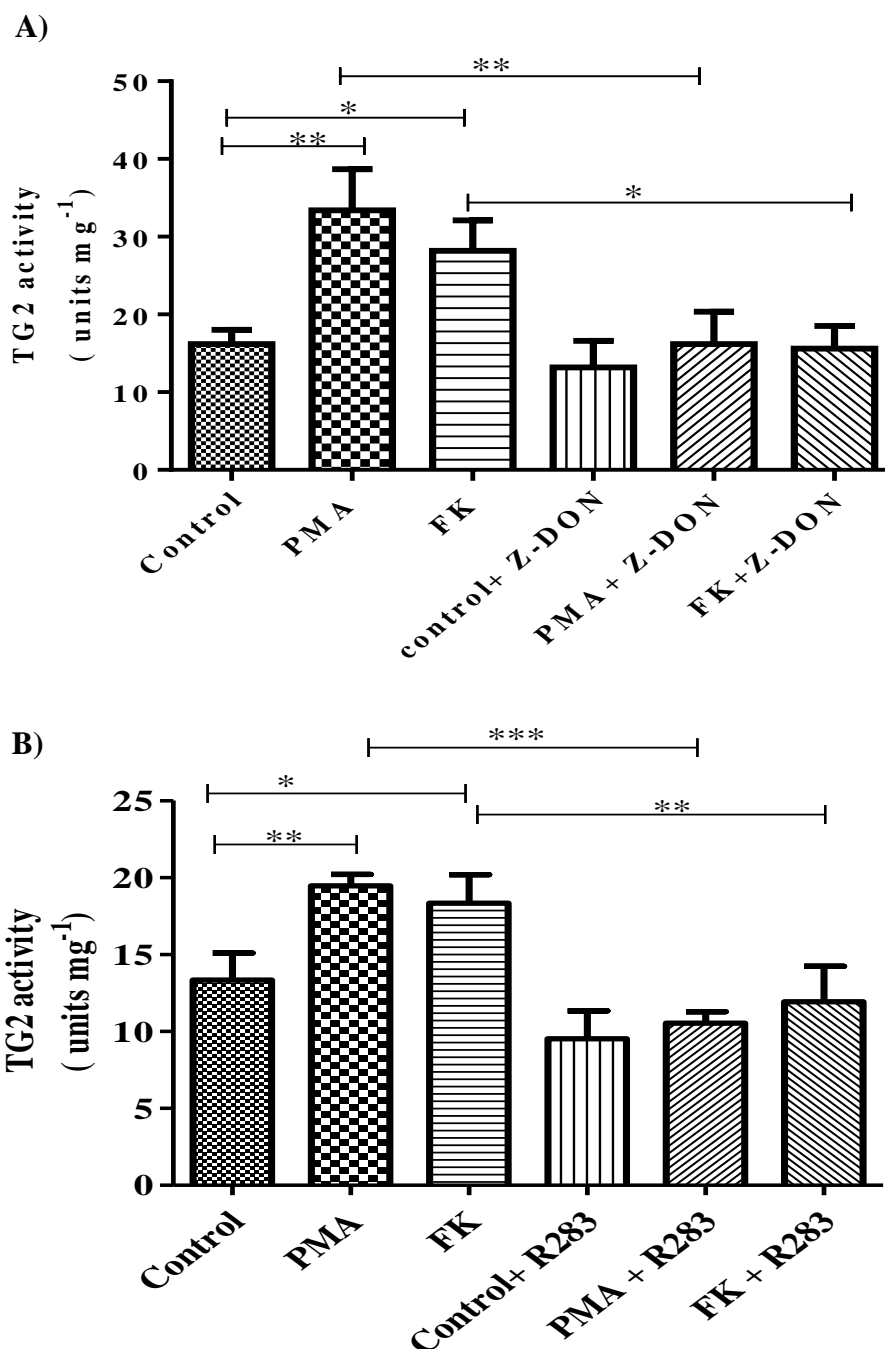 A)
**
50
*
**
40
*
30
20
10
0
TG2 activity
( units mg-1)
Control
PMA
FK
control+ Z-DON
PMA + Z-DON
FK+Z-DON
B)
***
*
**
25
**
20
15
10
5
0
TG2 activity
( units mg-1)
Control
PMA
FK
Control+ R283
PMA + R283
FK + R283